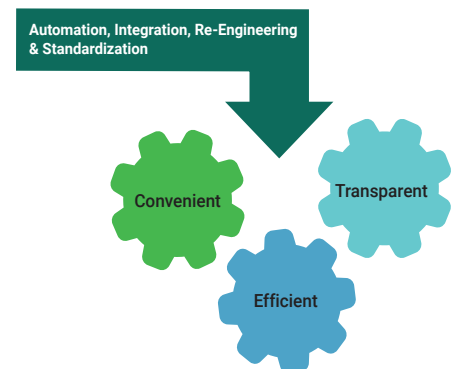 Automation, Integration, Re-Engineering
& Standardization
Convenient
Transparent
Efficient